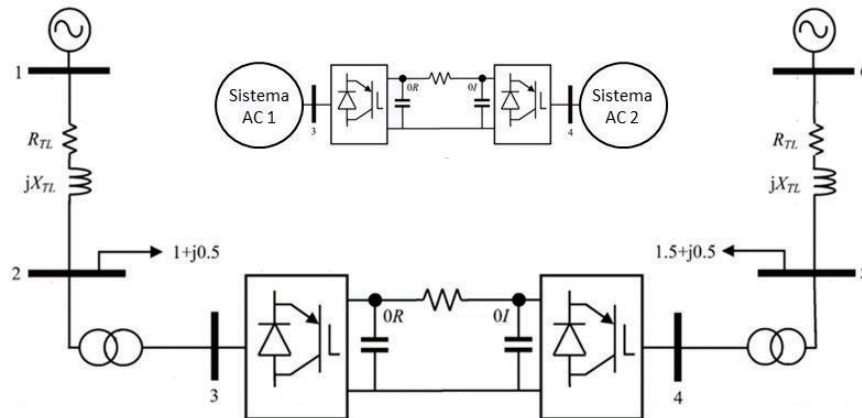 1
R_TL
jX_TL
2
1+j0.5
3
0R
0I
4
1.5+j0.5
R_TL
jX_TL
Sistema
AC 1
3
0R
L
0I
L
4
Sistema
AC 2
L
L